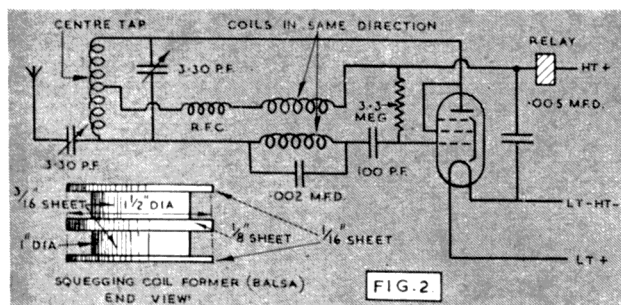 CENTRE TAP
COILS IN SAME DIRECTION
RELAY
HT+
3-30 P.F.
R.F.C.
3·3
MEG
·005 M.F.D.
3-30 P.F.
·002 M.F.D.
100 P.F.
LT-HT-
LT+
3/16" SHEET
1 1/2" DIA
1" DIA
1/8" SHEET
1/16" SHEET
SQUEGGING COIL FORMER (BALSA)
END VIEW
FIG. 2